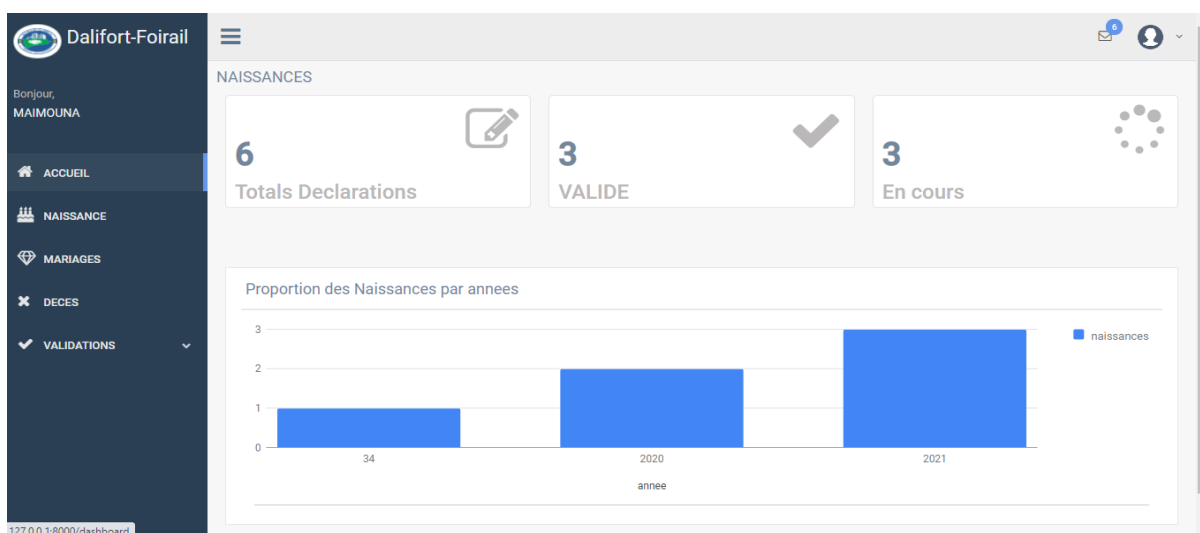 Dalifort-Foirail
6
Bonjour,
MAIMOUNA
ACCUEIL
NAISSANCE
MARIAGES
DECES
VALIDATIONS
NAISSANCES
6
Totals Declarations
3
VALIDE
3
En cours
Proportion des Naissances par annees
3
2
1
0
34
2020
2021
annee
naissances
127.0.0.1:8000/dashboard